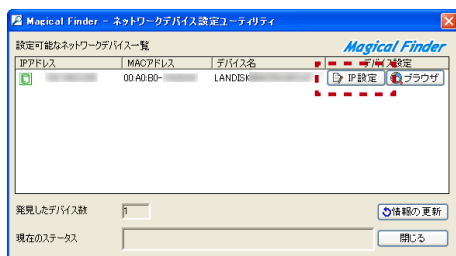 Magical Finder - ネットワークデバイス設定ユーティリティ
設定可能なネットワークデバイス一覧
Magical Finder
IPアドレス MACアドレス デバイス名 デバイス設定
00:A0:B0- LANDISK IP設定 ブラウザ
発見したデバイス数 1 情報の更新
現在のステータス 閉じる